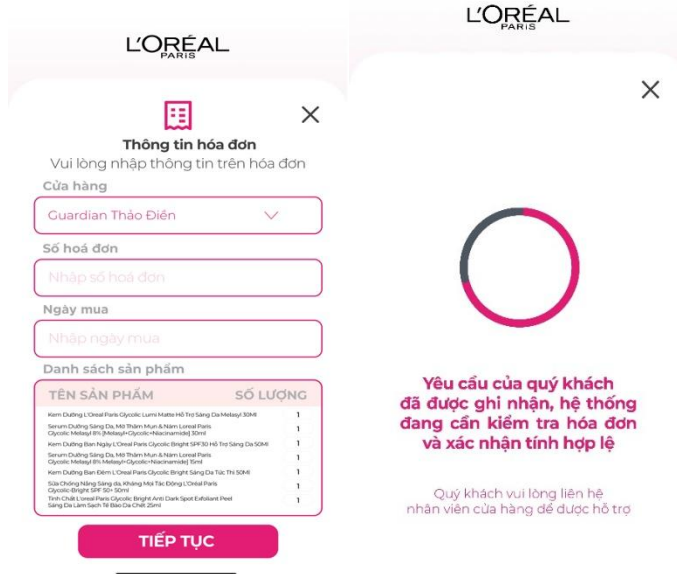 L'ORÉAL
PARIS
Thông tin hóa đơn
Vui lòng nhập thông tin trên hóa đơn
Cửa hàng
Guardian Thảo Điền
Số hoá đơn
Nhập số hoá đơn
Ngày mua
Nhập ngày mua
Danh sách sản phẩm
TÊN SẢN PHẨM SỐ LƯỢNG
Kem Dưỡng L'Oreal Paris Glycolic Lumi Matte Hỗ Trợ Sáng Da Melasyl 30Ml 1
Serum Dưỡng Sáng Da, Mờ Thâm Mụn & Nám Loreal Paris
Glycolic Melasyl 8% [Melasyl+Glycolic+Niacinamide] 30ml 1
Kem Dưỡng Ban Ngày L'Oreal Paris Glycolic Bright SPF30 Hỗ Trợ Sáng Da 50Ml 1
Serum Dưỡng Sáng Da, Mờ Thâm Mụn & Nám Loreal Paris
Glycolic Melasyl 8% Melasyl+Glycolic+Niacinamide] 15ml 1
Kem Dưỡng Ban Đêm L'Oreal Paris Glycolic Bright Sáng Da Tức Thì 50Ml 1
Sữa Chống Nắng Sáng da, Kháng Mọi Tác Động L'Oréal Paris
Glycolic-Bright SPF 50+ 50ml 1
Tinh Chất L'oreal Paris Glycolic Bright Anti Dark Spot Exfoliant Peel
Sáng Da Làm Sạch Tế Bào Da Chết 25ml 1
TIẾP TỤC
L'ORÉAL
PARIS
Yêu cầu của quý khách
đã được ghi nhận, hệ thống
đang cần kiểm tra hóa đơn
và xác nhận tính hợp lệ
Quý khách vui lòng liên hệ
nhân viên cửa hàng để được hỗ trợ